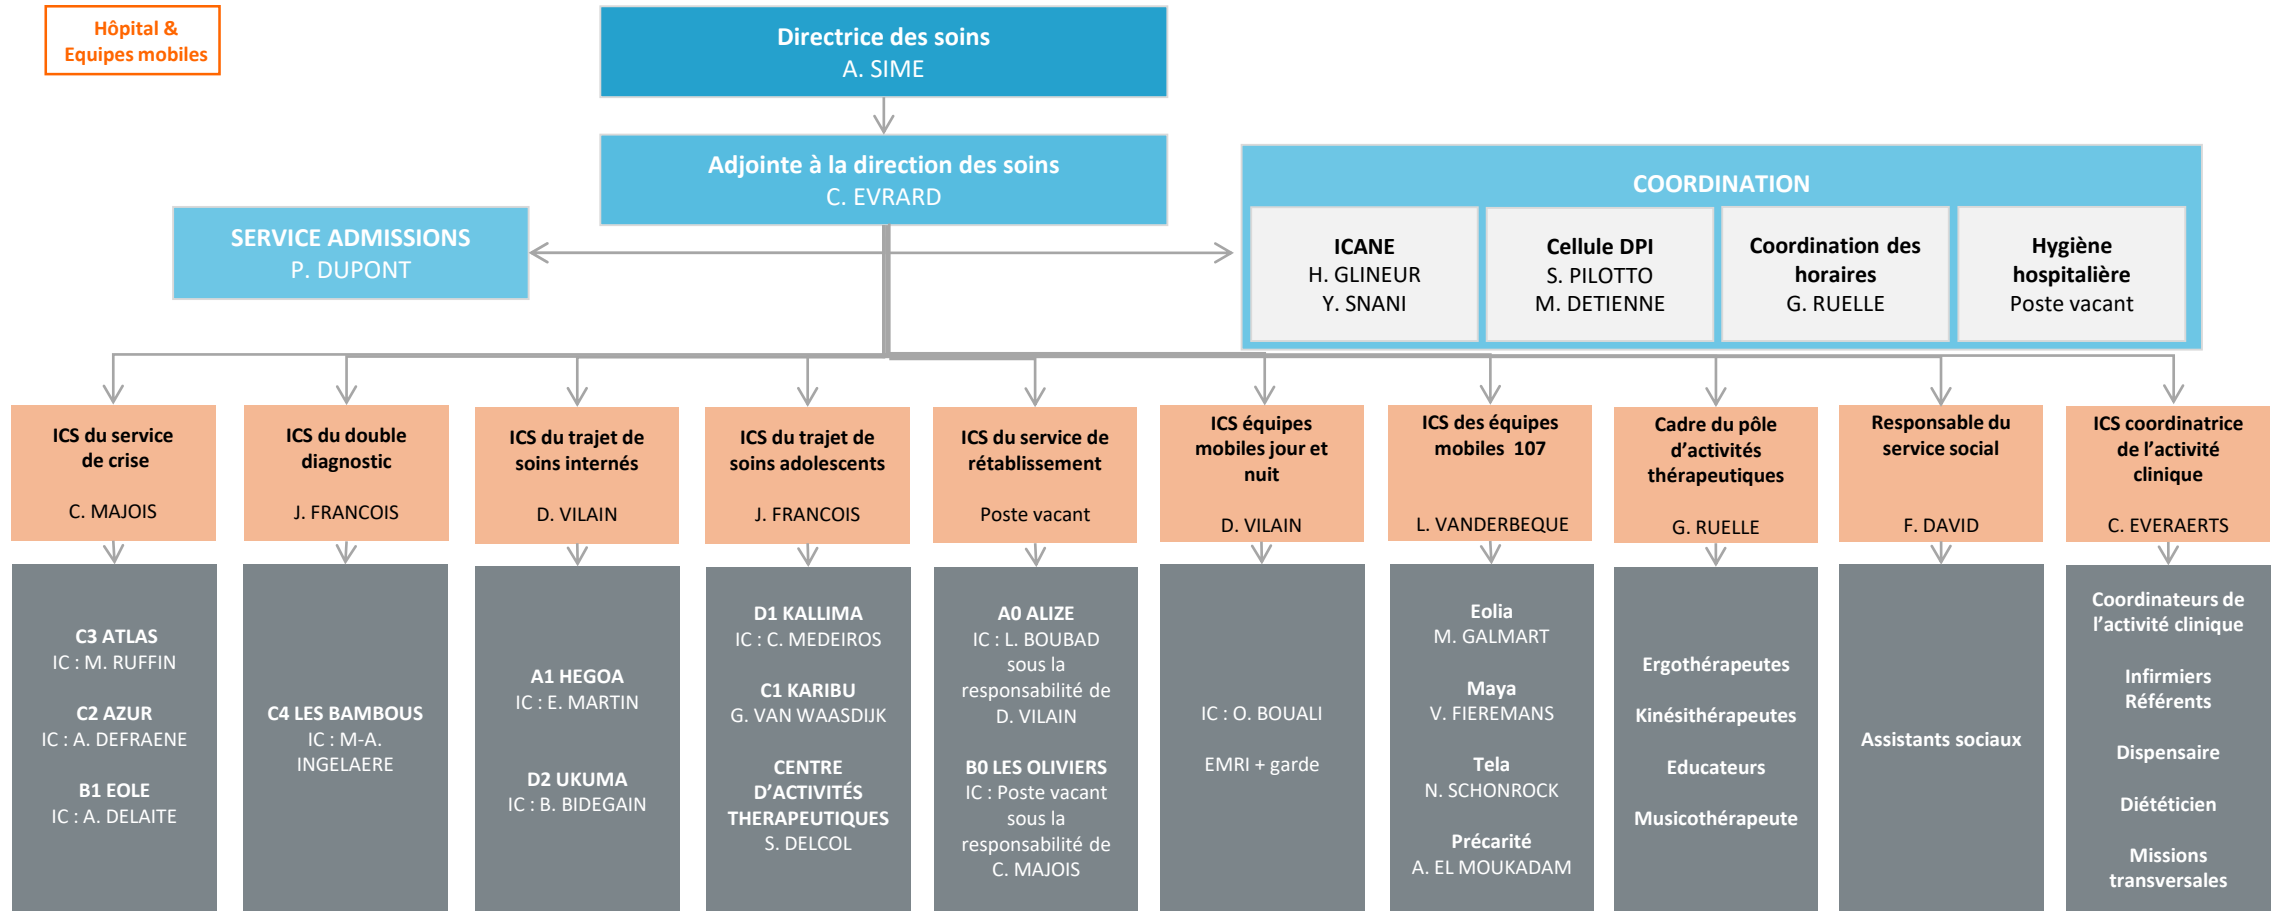 Hôpital &
Equipes mobiles
Directrice des soins
A. SIME
Adjointe à la direction des soins
C. EVRARD
SERVICE ADMISSIONS
P. DUPONT
COORDINATION
ICANE
H. GLINEUR
Y. SNANI
Cellule DPI
S. PILOTTO
M. DETIENNE
Coordination des
horaires
G. RUELLE
Hygiène
hospitalière
Poste vacant
ICS du service
de crise
C. MAJOIS
ICS du double
diagnostic
J. FRANCOIS
ICS du trajet de
soins internés
D. VILAIN
ICS du trajet de
soins adolescents
J. FRANCOIS
ICS du service de
rétablissement
Poste vacant
ICS équipes
mobiles jour et
nuit
D. VILAIN
ICS des équipes
mobiles 107
L. VANDERBEQUE
Cadre du pôle
d’activités
thérapeutiques
G. RUELLE
Responsable du
service social
F. DAVID
ICS coordinatrice
de l’activité
clinique
C. EVERAERTS
C3 ATLAS
IC : M. RUFFIN
C2 AZUR
IC : A. DEFRAENE
B1 EOLE
IC : A. DELAITE
C4 LES BAMBOUS
IC : M-A.
INGELAERE
A1 HEGOA
IC : E. MARTIN
D2 UKUMA
IC : B. BIDEGAIN
D1 KALLIMA
IC : C. MEDEIROS
C1 KARIBU
G. VAN WAASDIJK
CENTRE
D’ACTIVITÉS
THERAPEUTIQUES
S. DELCOL
A0 ALIZE
IC : L. BOUBAD
sous la
responsabilité de
D. VILAIN
B0 LES OLIVIERS
IC : Poste vacant
sous la
responsabilité de
C. MAJOIS
IC : O. BOUALI
EMRI + garde
Eolia
M. GALMART
Maya
V. FIEREMANS
Tela
N. SCHONROCK
Précarité
A. EL MOUKADAM
Ergothérapeutes
Kinésithérapeutes
Educateurs
Musicothérapeute
Assistants sociaux
Coordinateurs de
l’activité clinique
Infirmiers
Référents
Dispensaire
Diététicien
Missions
transversales